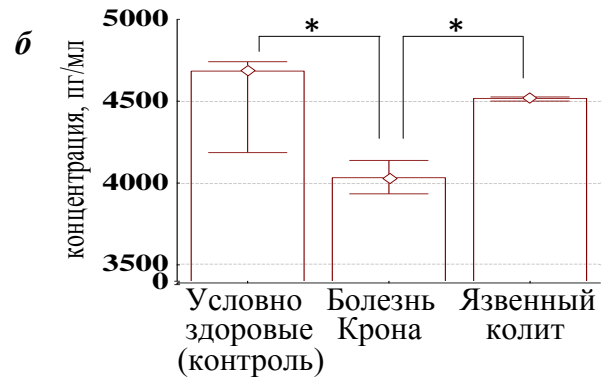 б
концентрация, пг/мл
5000
4500
4000
3500
0
*
*
Условно
здоровые
(контроль)
Болезнь
Крона
Язвенный
колит